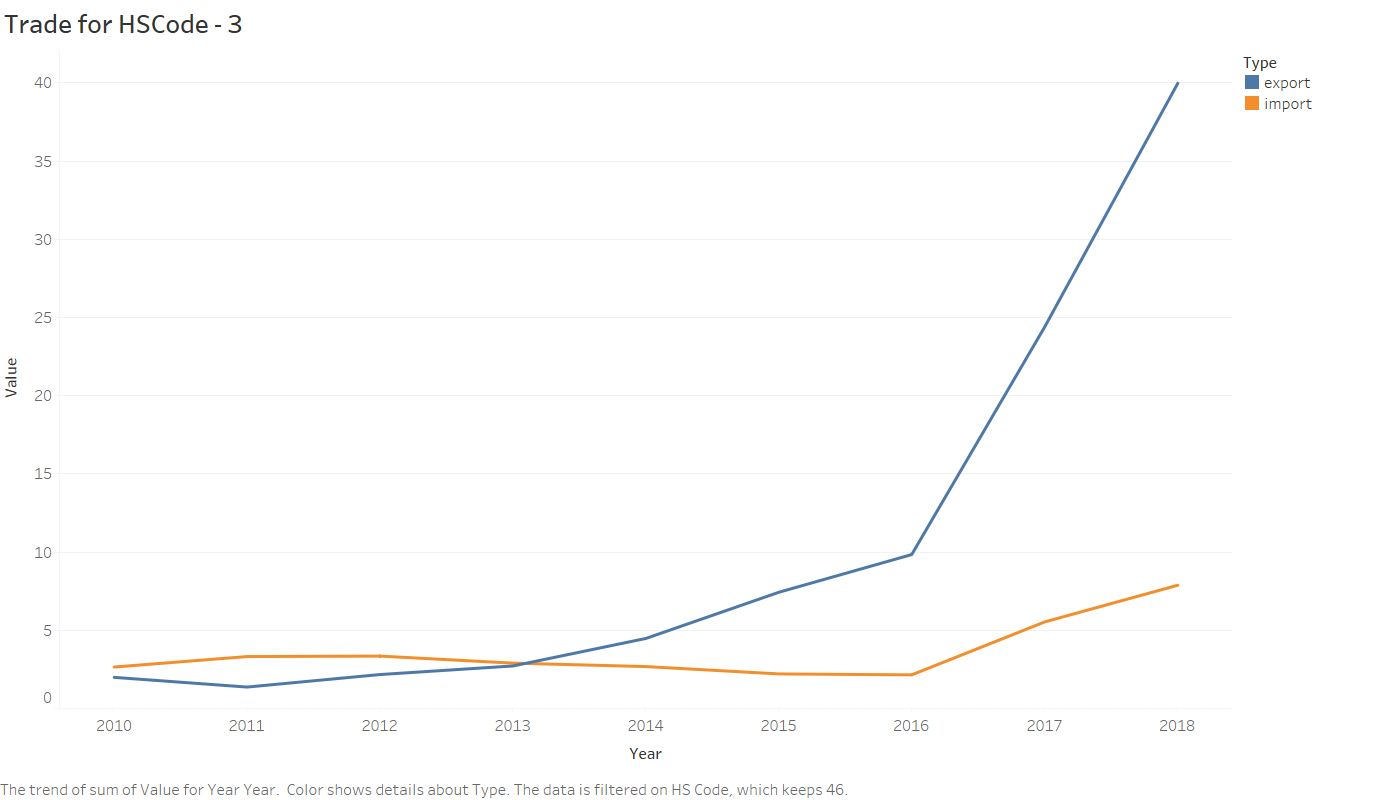 Trade for HSCode - 3
Type
export
import
40
35
30
25
20
15
10
5
0
Value
2010 2011 2012 2013 2014 2015 2016 2017 2018
Year
The trend of sum of Value for Year Year.  Color shows details about Type. The data is filtered on HS Code, which keeps 46.